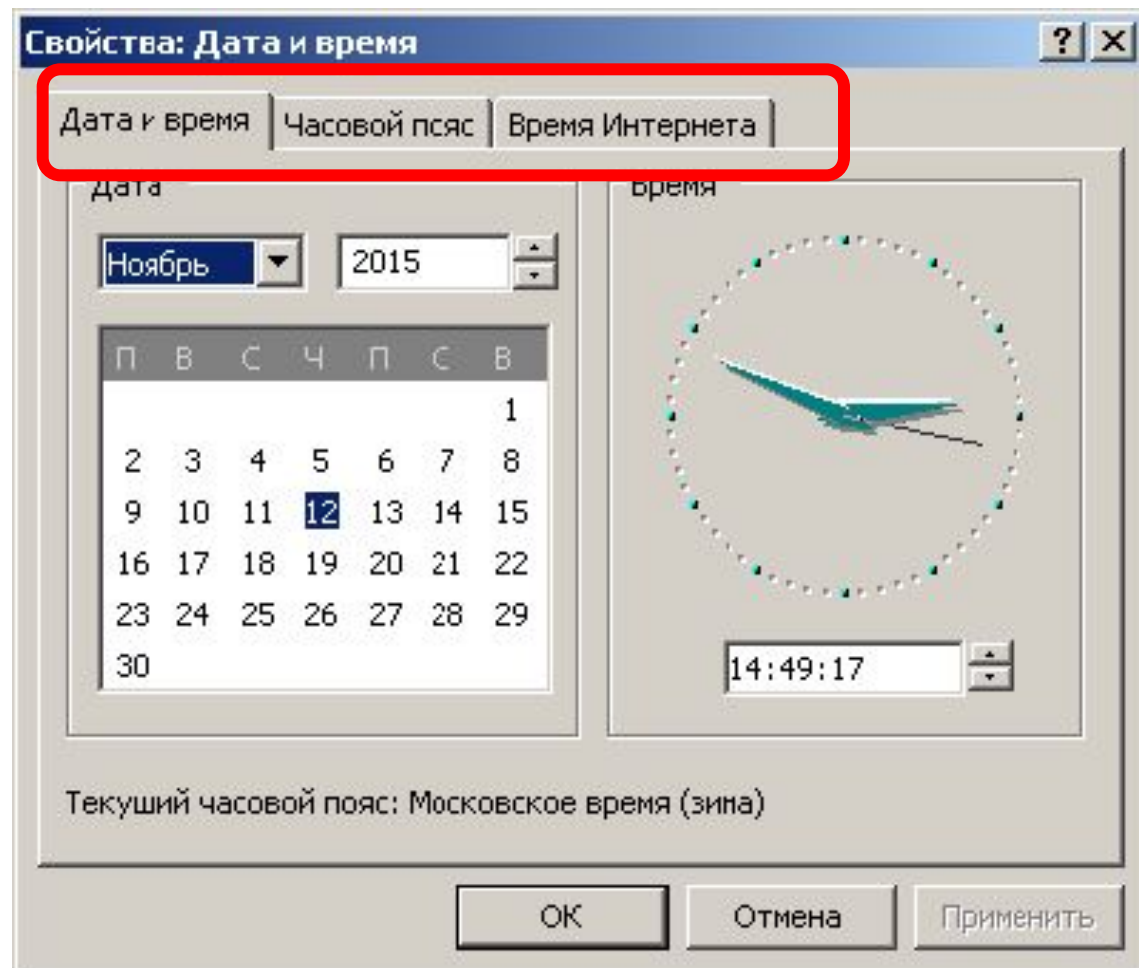 Свойства: Дата и время
Дата и время Часовой пояс Время Интернета
Дата
Время
Ноябрь 2015
П В С Ч П С В
1
2 3 4 5 6 7 8
9 10 11 12 13 14 15
16 17 18 19 20 21 22
23 24 25 26 27 28 29
30
14:49:17
Текущий часовой пояс: Московское время (зина)
ОК Отмена Применить